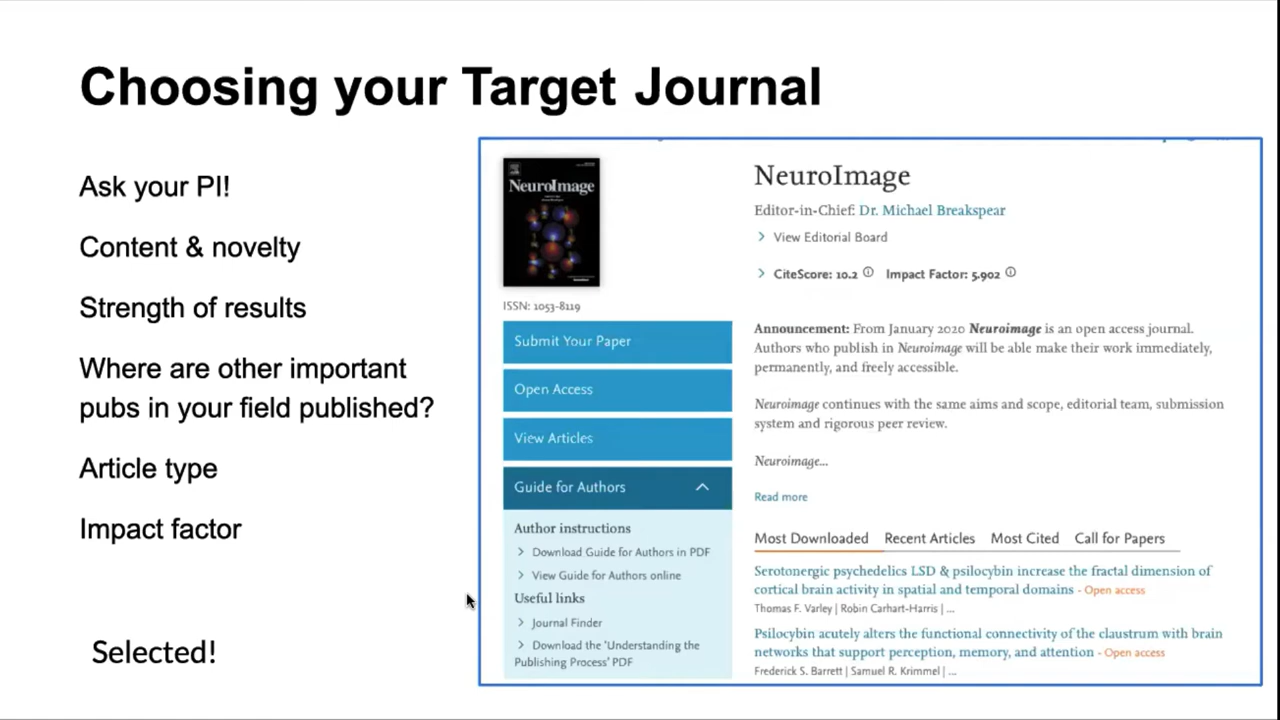 Choosing your Target Journal
Ask your PI!
Content & novelty
Strength of results
Where are other important
pubs in your field published?
Article type
Impact factor
Selected!
NeuroImage
ISSN: 1053-8119
Submit Your Paper
Open Access
View Articles
Guide for Authors
Author instructions
Download Guide for Authors in PDF
View Guide for Authors online
Useful links
Journal Finder
Download the 'Understanding the
Publishing Process' PDF
NeuroImage
Editor-in-Chief: Dr. Michael Breakspear
View Editorial Board
CiteScore: 10.2 Impact Factor: 5.902
Announcement: From January 2020 Neuroimage is an open access journal.
Authors who publish in Neuroimage will be able make their work immediately,
permanently, and freely accessible.
Neuroimage continues with the same aims and scope, editorial team, submission
system and rigorous peer review.
Neuroimage...
Read more
Most Downloaded Recent Articles Most Cited Call for Papers
Serotonergic psychedelics LSD & psilocybin increase the fractal dimension of
cortical brain activity in spatial and temporal domains - Open access
Thomas F. Varley | Robin Carhart-Harris | ...
Psilocybin acutely alters the functional connectivity of the claustrum with brain
networks that support perception, memory, and attention - Open access
Frederick S. Barrett | Samuel R. Krimmel | ...